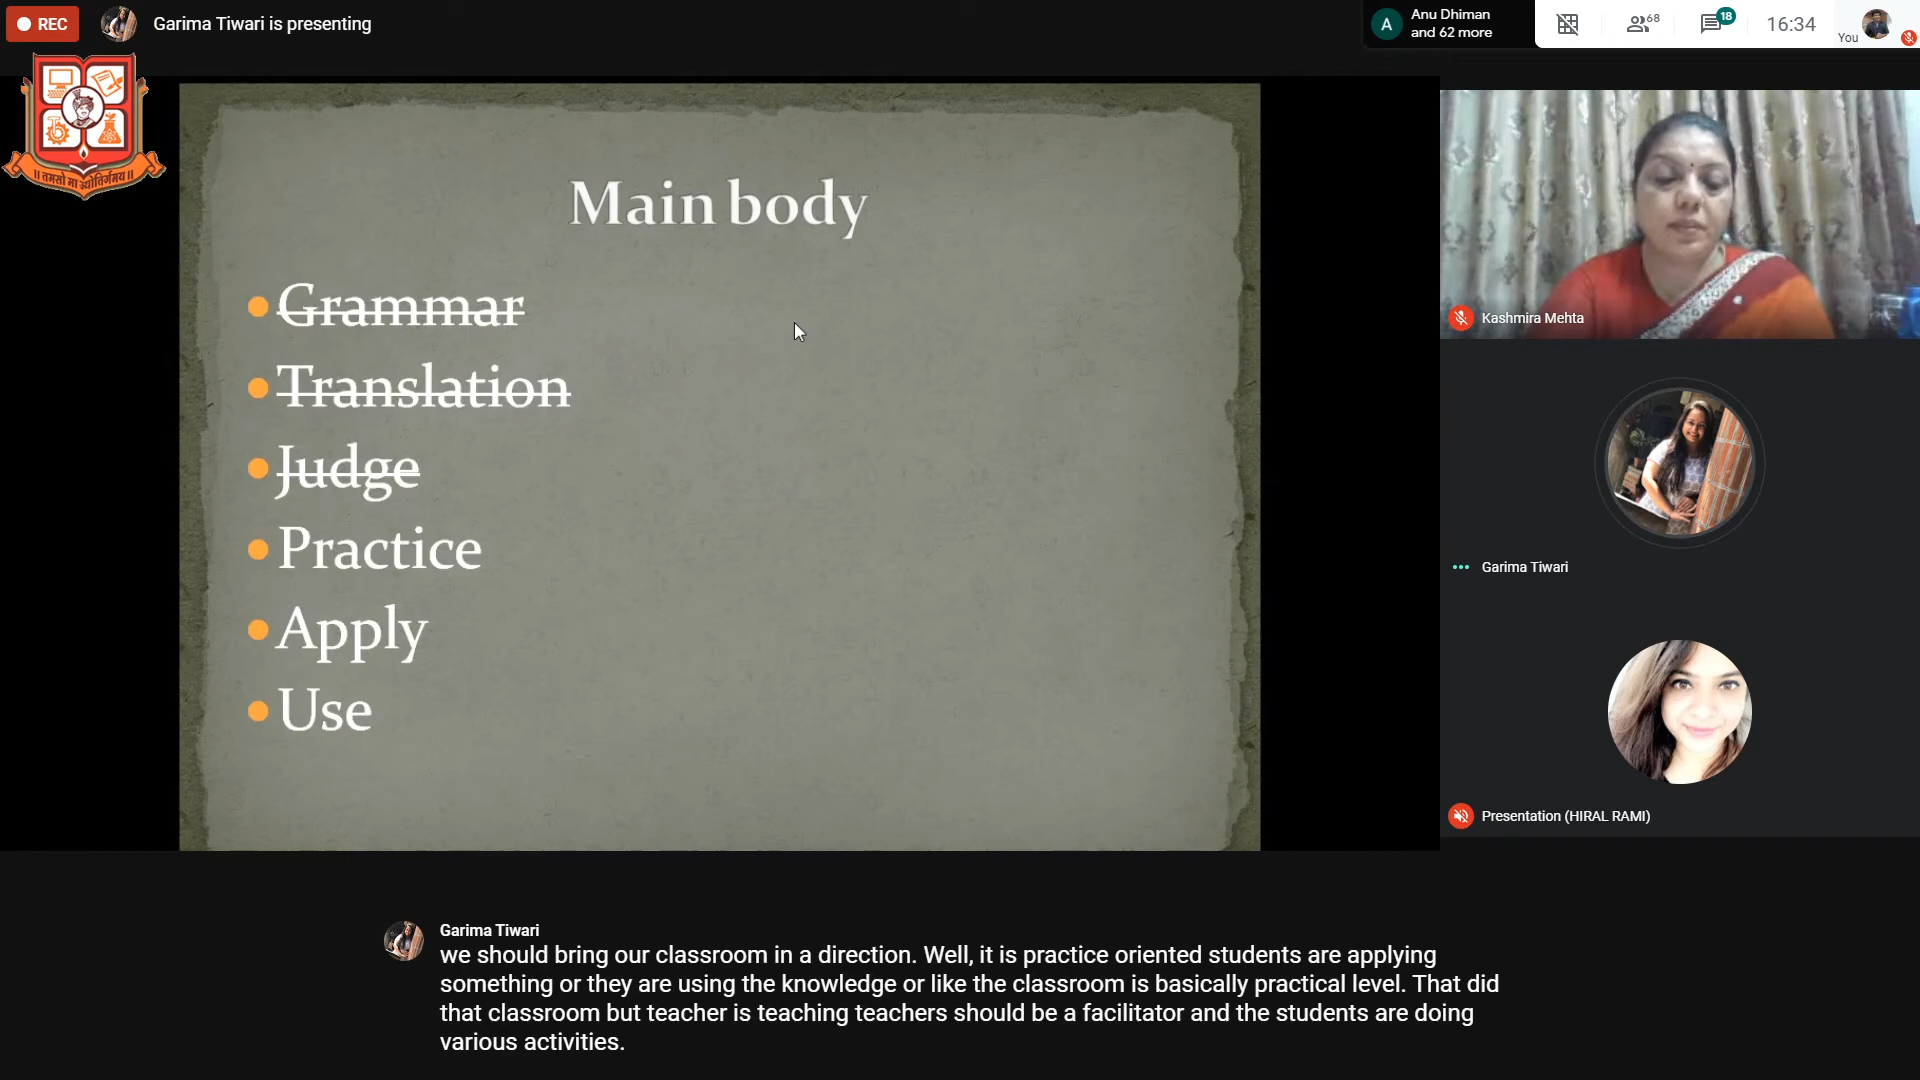 REC
Garima Tiwari is presenting
A
Anu Dhiman
and 62 more
68
18
16:34
You
॥ तमसो मा ज्योतिर्गमय ॥
Main body
Grammar
Translation
Judge
Practice
Apply
Use
Kashmira Mehta
Garima Tiwari
Presentation (HIRAL RAMI)
Garima Tiwari
we should bring our classroom in a direction. Well, it is practice oriented students are applying
something or they are using the knowledge or like the classroom is basically practical level. That did
that classroom but teacher is teaching teachers should be a facilitator and the students are doing
various activities.